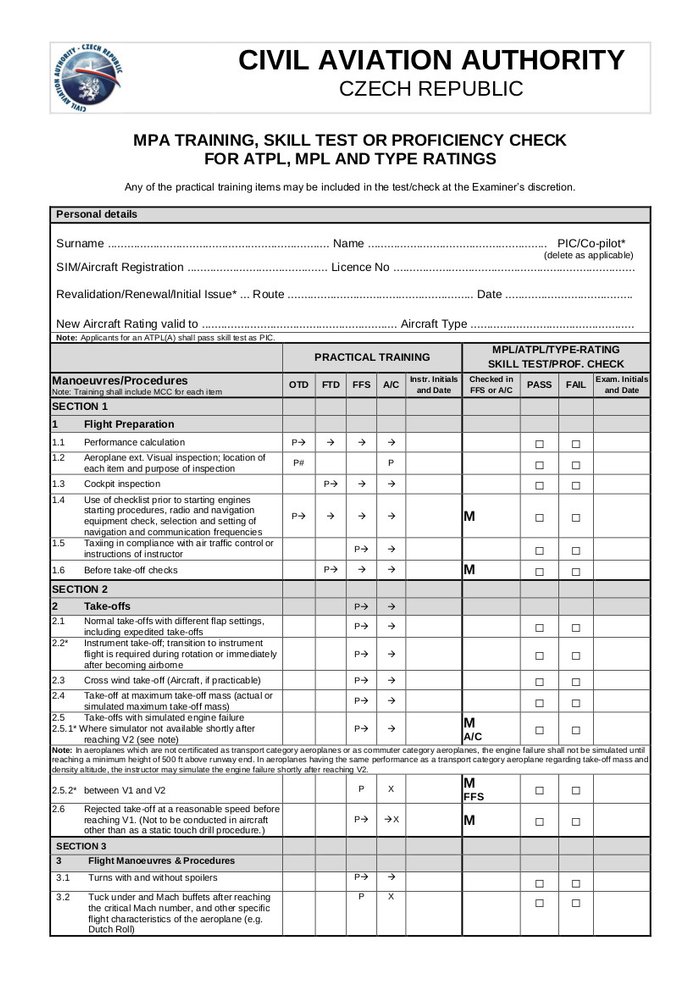 CIVIL AVIATION AUTHORITY · CZECH REPUBLIC ·
CIVIL AVIATION AUTHORITY
CZECH REPUBLIC
MPA TRAINING, SKILL TEST OR PROFICIENCY CHECK
FOR ATPL, MPL AND TYPE RATINGS
Any of the practical training items may be included in the test/check at the Examiner's discretion.
Personal details
Surname ..................................................................... Name ........................................................ PIC/Co-pilot*
(delete as applicable)
SIM/Aircraft Registration ............................................ Licence No ...........................................................................
Revalidation/Renewal/Initial Issue* ... Route .......................................................... Date ........................................
New Aircraft Rating valid to ............................................................. Aircraft Type ...................................................
Note: Applicants for an ATPL(A) shall pass skill test as PIC.
PRACTICAL TRAINING
MPL/ATPL/TYPE-RATING
SKILL TEST/PROF. CHECK
Manoeuvres/Procedures
Note: Training shall include MCC for each item
OTD FTD FFS A/C Instr. Initials and Date Checked in FFS or A/C PASS FAIL Exam. Initials and Date
SECTION 1
1 Flight Preparation
1.1 Performance calculation P→ → → → ☐ ☐
1.2 Aeroplane ext. Visual inspection; location of
each item and purpose of inspection P# P ☐ ☐
1.3 Cockpit inspection P→ → → ☐ ☐
1.4 Use of checklist prior to starting engines
starting procedures, radio and navigation
equipment check, selection and setting of
navigation and communication frequencies P→ → → → M ☐ ☐
1.5 Taxiing in compliance with air traffic control or
instructions of instructor P→ → ☐ ☐
1.6 Before take-off checks P→ → → M ☐ ☐
SECTION 2
2 Take-offs P→ →
2.1 Normal take-offs with different flap settings,
including expedited take-offs P→ → ☐ ☐
2.2* Instrument take-off; transition to instrument
flight is required during rotation or immediately
after becoming airborne P→ → ☐ ☐
2.3 Cross wind take-off (Aircraft, if practicable) P→ → ☐ ☐
2.4 Take-off at maximum take-off mass (actual or
simulated maximum take-off mass) P→ → ☐ ☐
2.5 Take-offs with simulated engine failure
2.5.1* Where simulator not available shortly after
reaching V2 (see note) P→ → M A/C ☐ ☐
Note: In aeroplanes which are not certificated as transport category aeroplanes or as commuter category aeroplanes, the engine failure shall not be simulated until
reaching a minimum height of 500 ft above runway end. In aeroplanes having the same performance as a transport category aeroplane regarding take-off mass and
density altitude, the instructor may simulate the engine failure shortly after reaching V2.
2.5.2* between V1 and V2 P X M FFS ☐ ☐
2.6 Rejected take-off at a reasonable speed before
reaching V1. (Not to be conducted in aircraft
other than as a static touch drill procedure.) P→ →X M ☐ ☐
SECTION 3
3 Flight Manoeuvres & Procedures
3.1 Turns with and without spoilers P→ → ☐ ☐
3.2 Tuck under and Mach buffets after reaching
the critical Mach number, and other specific
flight characteristics of the aeroplane (e.g.
Dutch Roll) P X ☐ ☐